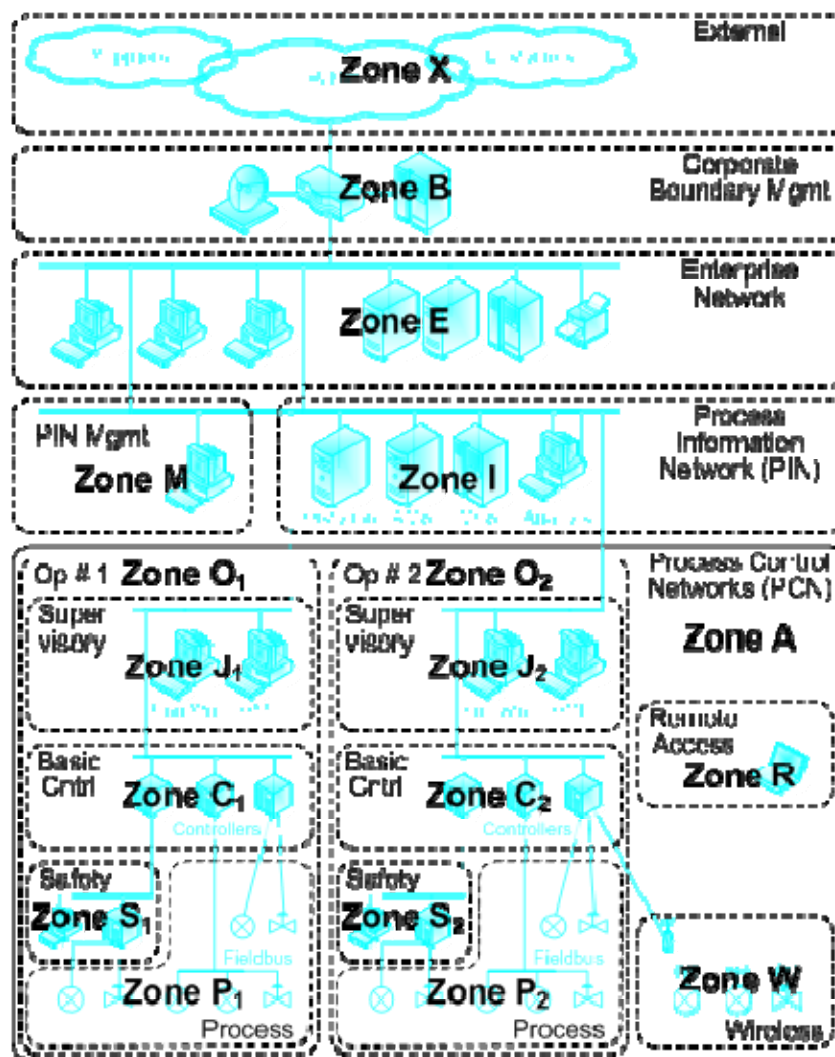 External
Zone X
Corporate
Boundary Mgmt
Zone B
Enterprise
Network
Zone E
PIN Mgmt
Zone M
Zone I
Process
Information
Network (PIN)
Op # 1 Zone O₁
Op # 2 Zone O₂
Process Control
Networks (PCN)
Zone A
Super
visory
Zone J₁
Super
visory
Zone J₂
Remote
Access
Zone R
Basic
Cntrl
Zone C₁
Controllers
Basic
Cntrl
Zone C₂
Controllers
Safety
Zone S₁
Fieldbus
Safety
Zone S₂
Fieldbus
Zone P₁
Process
Zone P₂
Process
Zone W
Wireless